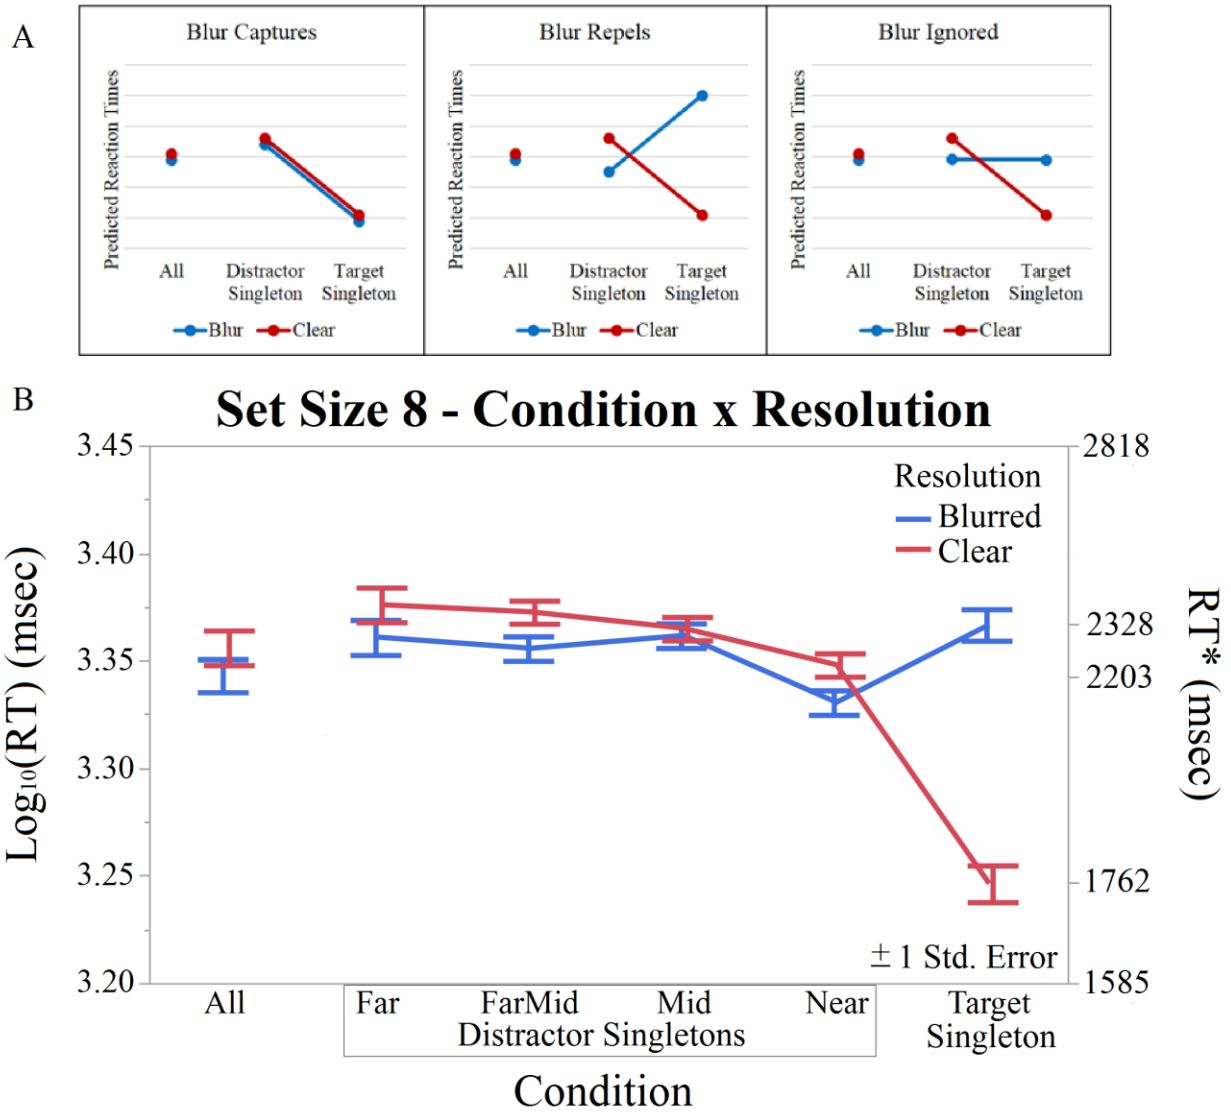 A
Blur Captures
Predicted Reaction Times
All
Distractor
Singleton
Target
Singleton
Blur
Clear
Blur Repels
Predicted Reaction Times
All
Distractor
Singleton
Target
Singleton
Blur
Clear
Blur Ignored
Predicted Reaction Times
All
Distractor
Singleton
Target
Singleton
Blur
Clear
B
Set Size 8 - Condition x Resolution
Log₁₀(RT) (msec)
3.45
3.40
3.35
3.30
3.25
3.20
Resolution
Blurred
Clear
2818
2328
2203
1762
1585
RT* (msec)
± 1 Std. Error
All
Far
FarMid
Mid
Near
Distractor Singletons
Target
Singleton
Condition